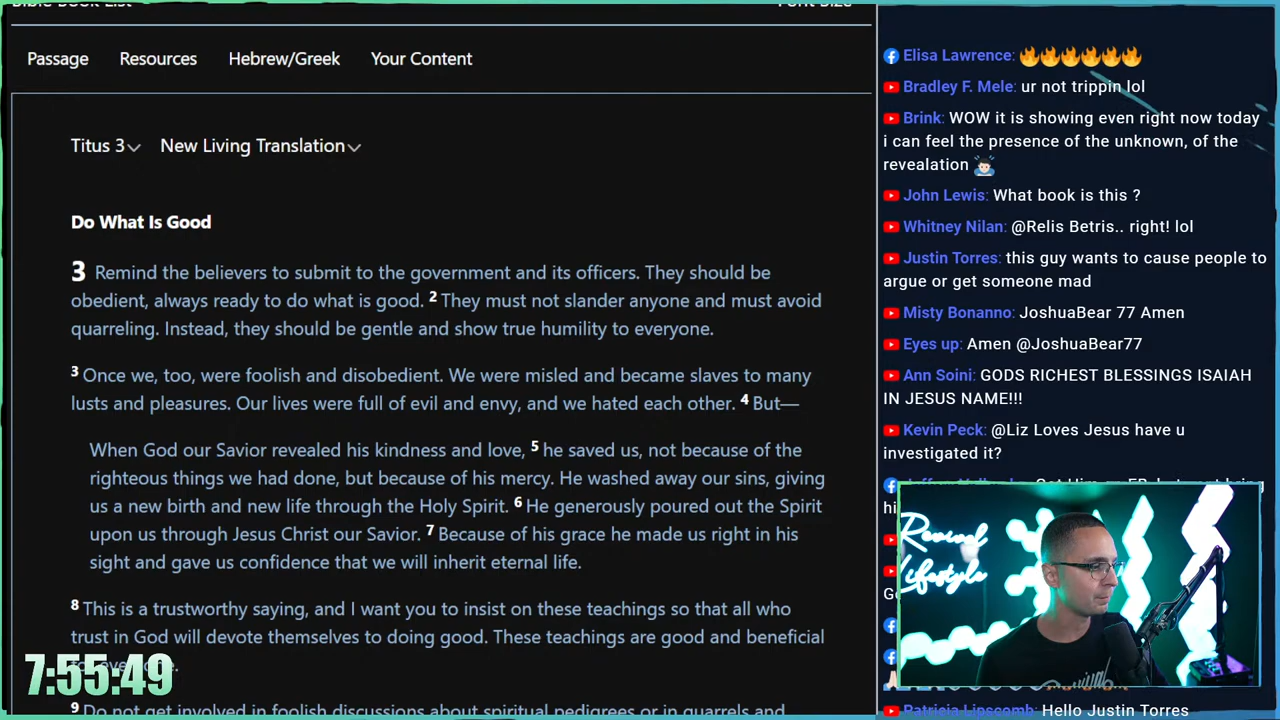 Bible Book List
Font Size
Passage Resources Hebrew/Greek Your Content
Titus 3 New Living Translation
Do What Is Good
3 Remind the believers to submit to the government and its officers. They should be
obedient, always ready to do what is good. 2 They must not slander anyone and must avoid
quarreling. Instead, they should be gentle and show true humility to everyone.
3 Once we, too, were foolish and disobedient. We were misled and became slaves to many
lusts and pleasures. Our lives were full of evil and envy, and we hated each other. 4 But—
When God our Savior revealed his kindness and love, 5 he saved us, not because of the
righteous things we had done, but because of his mercy. He washed away our sins, giving
us a new birth and new life through the Holy Spirit. 6 He generously poured out the Spirit
upon us through Jesus Christ our Savior. 7 Because of his grace he made us right in his
sight and gave us confidence that we will inherit eternal life.
8 This is a trustworthy saying, and I want you to insist on these teachings so that all who
trust in God will devote themselves to doing good. These teachings are good and beneficial
9 Do not get involved in foolish discussions about spiritual pedigrees or in quarrels and
7:55:49
Elisa Lawrence: 🔥🔥🔥🔥🔥🔥
Bradley F. Mele: ur not trippin lol
Brink: WOW it is showing even right now today
i can feel the presence of the unknown, of the
revealation
John Lewis: What book is this ?
Whitney Nilan: @Relis Betris.. right! lol
Justin Torres: this guy wants to cause people to
argue or get someone mad
Misty Bonanno: JoshuaBear 77 Amen
Eyes up: Amen @JoshuaBear77
Ann Soini: GODS RICHEST BLESSINGS ISAIAH
IN JESUS NAME!!!
Kevin Peck: @Liz Loves Jesus have u
investigated it?
Revival
Lifestyle
Patricia Lipscomb: Hello Justin Torres